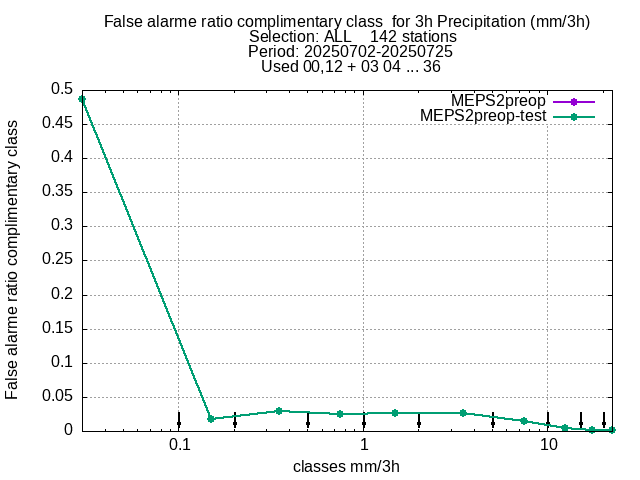 False alarme ratio complimentary class  for 3h Precipitation (mm/3h)
Selection: ALL    142 stations
Period: 20250702-20250725
Used 00,12 + 03 04 ... 36
MEPS2preop
MEPS2preop-test
False alarme ratio complimentary class
0.5
0.45
0.4
0.35
0.3
0.25
0.2
0.15
0.1
0.05
0
0.1 1 10
classes mm/3h